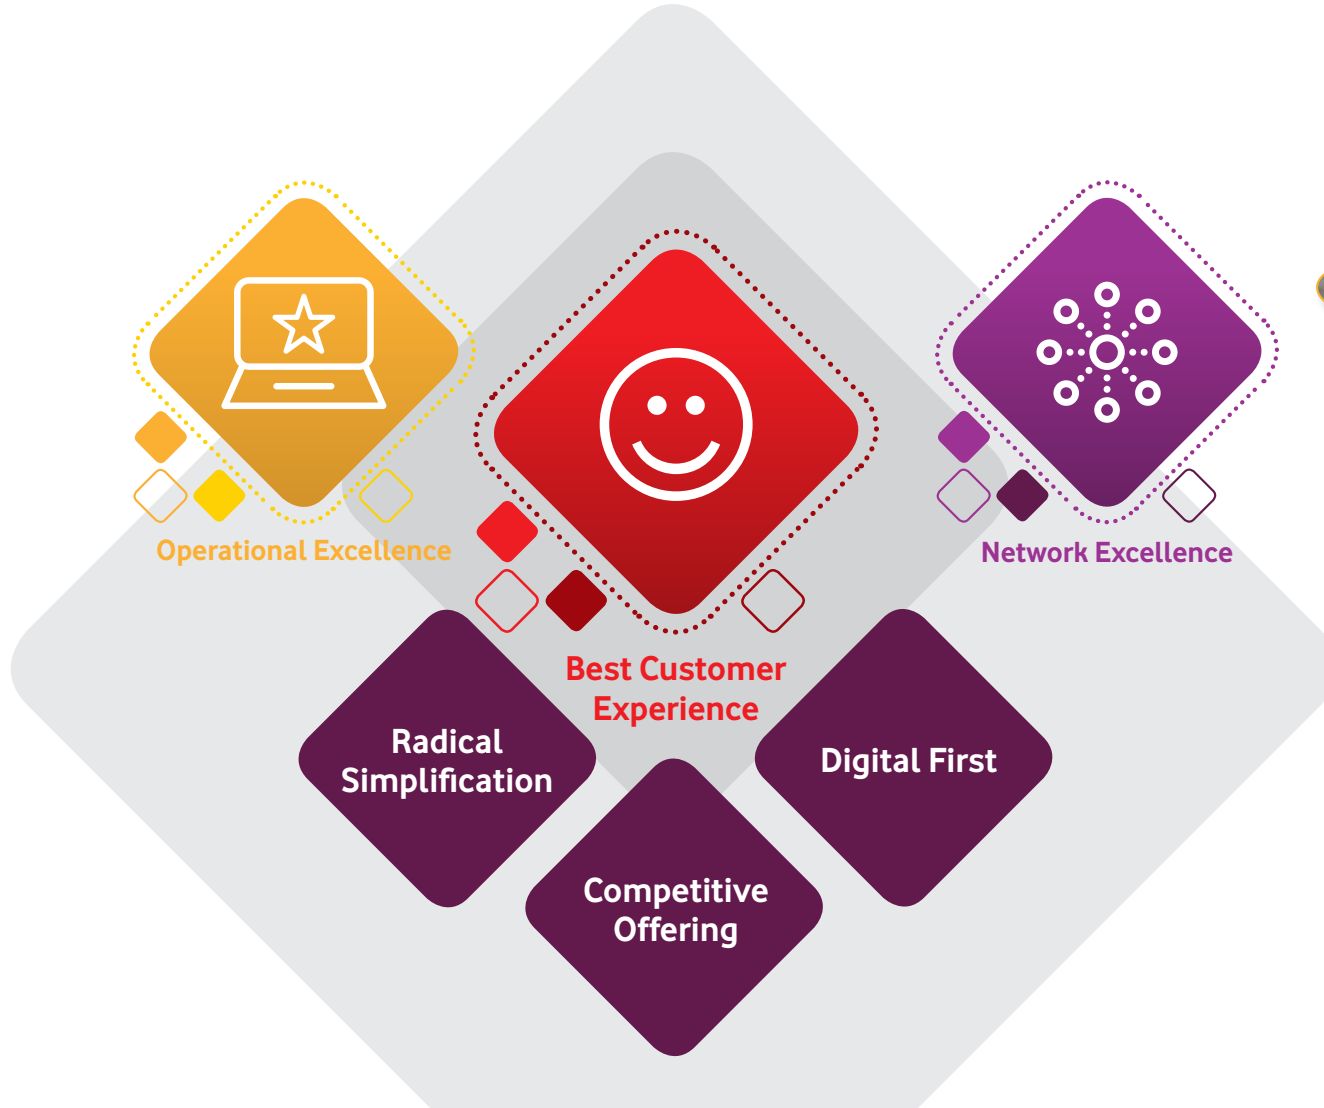 Operational Excellence
Network Excellence
Best Customer
Experience
Radical
Simplification
Digital First
Competitive
Offering